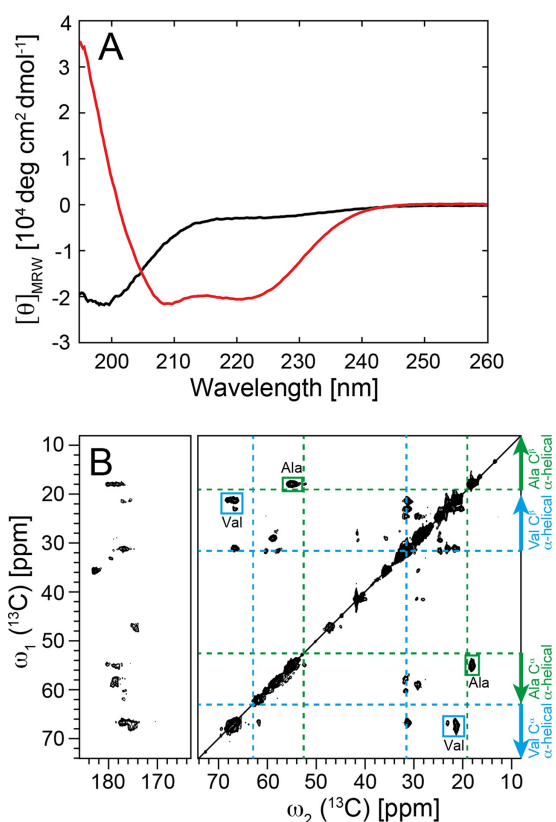 A
4
3
2
1
0
-1
-2
-3
[θ]MRW [10⁴ deg cm² dmol⁻¹]
200 210 220 230 240 250 260
Wavelength [nm]
B
10
20
30
40
50
60
70
ω₁ (¹³C) [ppm]
Ala
Val
Ala
Val
Ala Cᵝ
α-helical
Val Cᵝ
α-helical
Ala Cᵅ
α-helical
Val Cᵅ
α-helical
180 170 70 60 50 40 30 20 10
ω₂ (¹³C) [ppm]